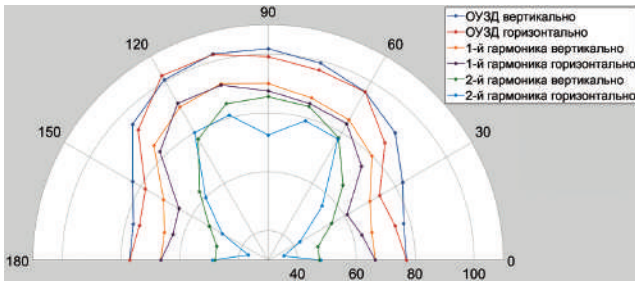 90
120
60
150
30
180
0
40
60
80
100
ОУЗД вертикально
ОУЗД горизонтально
1-й гармоника вертикально
1-й гармоника горизонтально
2-й гармоника вертикально
2-й гармоника горизонтально